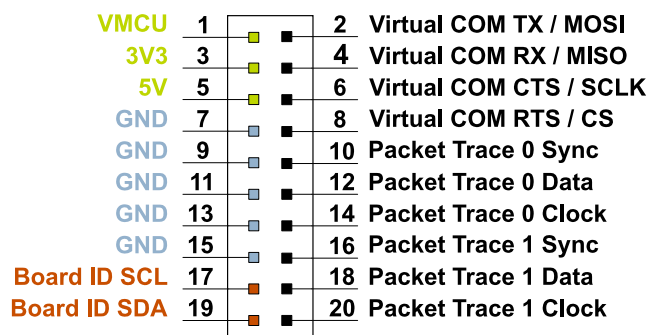 VMCU 1 2 Virtual COM TX / MOSI
3V3 3 4 Virtual COM RX / MISO
5V 5 6 Virtual COM CTS / SCLK
GND 7 8 Virtual COM RTS / CS
GND 9 10 Packet Trace 0 Sync
GND 11 12 Packet Trace 0 Data
GND 13 14 Packet Trace 0 Clock
GND 15 16 Packet Trace 1 Sync
Board ID SCL 17 18 Packet Trace 1 Data
Board ID SDA 19 20 Packet Trace 1 Clock